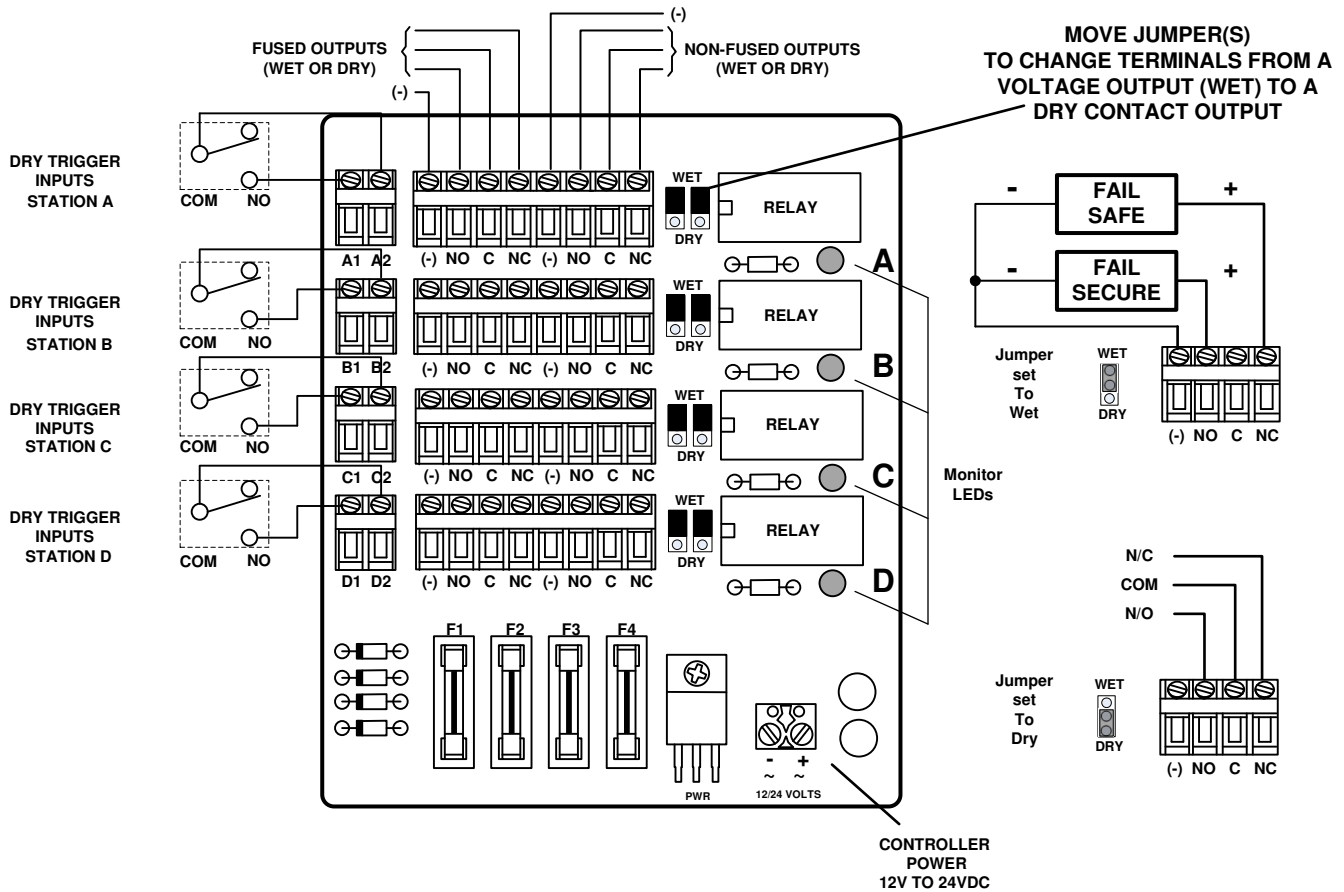 (-)
FUSED OUTPUTS
(WET OR DRY)
(-)
NON-FUSED OUTPUTS
(WET OR DRY)
MOVE JUMPER(S)
TO CHANGE TERMINALS FROM A
VOLTAGE OUTPUT (WET) TO A
DRY CONTACT OUTPUT
DRY TRIGGER
INPUTS
STATION A
COM NO
A1 A2
(-) NO C NC (-) NO C NC
WET
DRY
RELAY
A
DRY TRIGGER
INPUTS
STATION B
COM NO
B1 B2
(-) NO C NC (-) NO C NC
WET
DRY
RELAY
B
DRY TRIGGER
INPUTS
STATION C
COM NO
C1 C2
(-) NO C NC (-) NO C NC
WET
DRY
RELAY
C
DRY TRIGGER
INPUTS
STATION D
COM NO
D1 D2
(-) NO C NC (-) NO C NC
WET
DRY
RELAY
D
Monitor
LEDs
F1 F2 F3 F4
PWR
- +
~ ~
12/24 VOLTS
CONTROLLER
POWER
12V TO 24VDC
- FAIL
SAFE +
- FAIL
SECURE +
Jumper
set
To
Wet
WET
DRY
(-) NO C NC
N/C
COM
N/O
Jumper
set
To
Dry
WET
DRY
(-) NO C NC